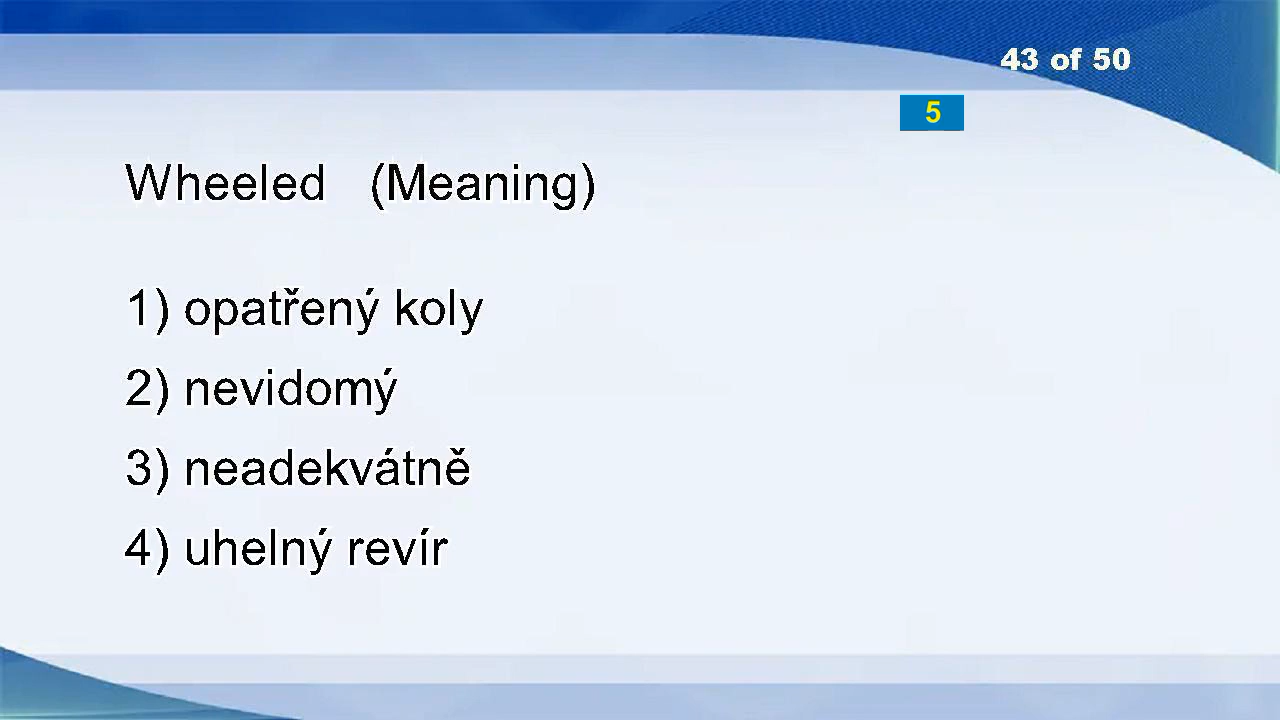 43 of 50
5
Wheeled (Meaning)
1) opatřený koly
2) nevidomý
3) neadekvátně
4) uhelný revír